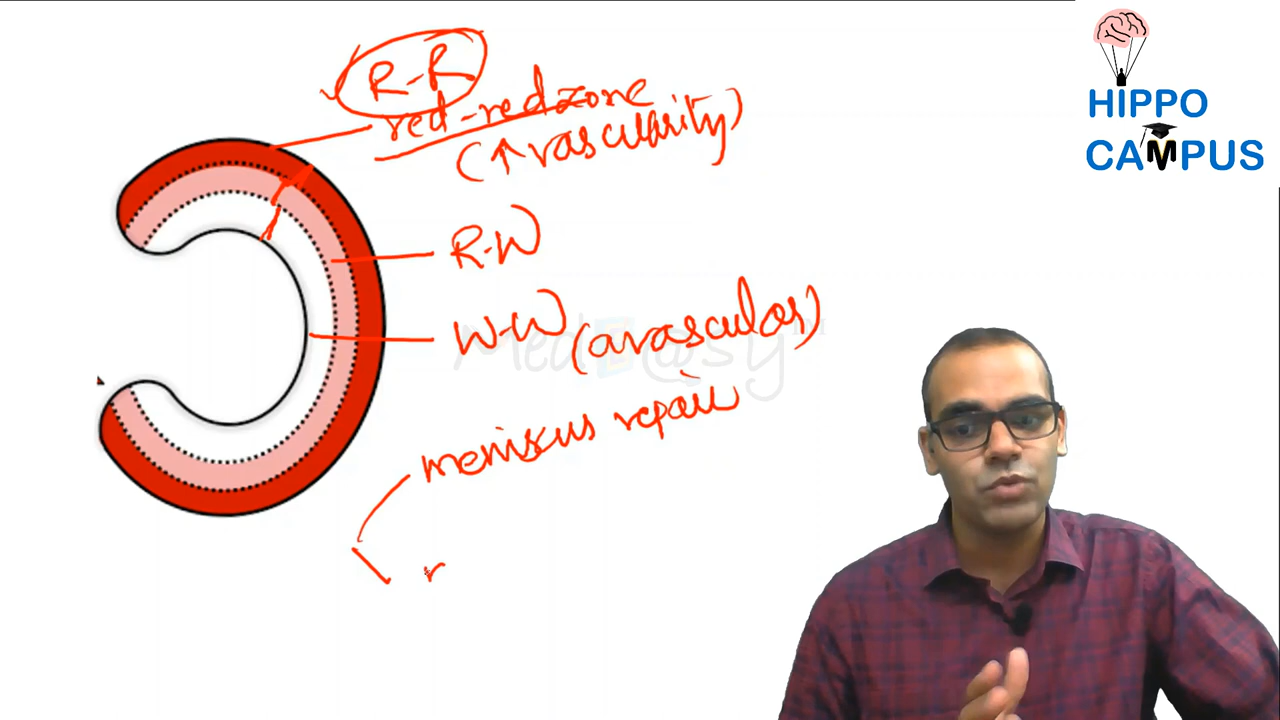 R-R
red-red zone
(↑ vascularity)
R-W
W-W (avascular)
meniscus repair
HIPPO
CAMPUS